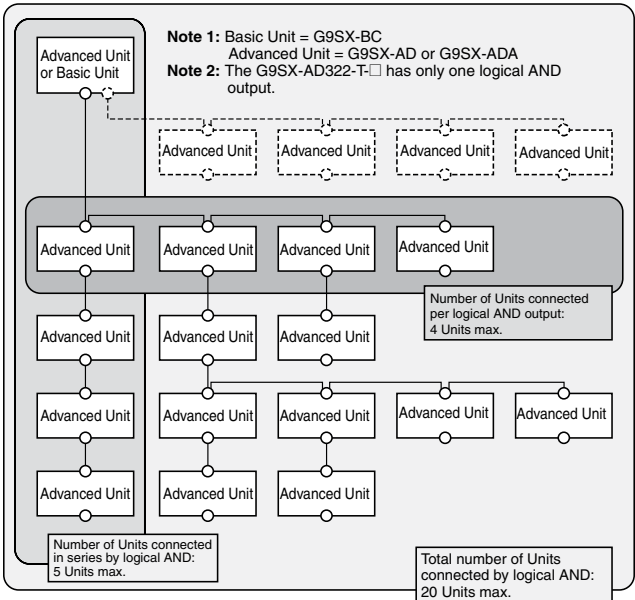 Advanced Unit
or Basic Unit
Note 1: Basic Unit = G9SX-BC
Advanced Unit = G9SX-AD or G9SX-ADA
Note 2: The G9SX-AD322-T-□ has only one logical AND
output.
Advanced Unit
Advanced Unit
Advanced Unit
Advanced Unit
Advanced Unit
Advanced Unit
Advanced Unit
Advanced Unit
Number of Units connected
per logical AND output:
4 Units max.
Advanced Unit
Advanced Unit
Advanced Unit
Advanced Unit
Advanced Unit
Advanced Unit
Advanced Unit
Advanced Unit
Advanced Unit
Advanced Unit
Advanced Unit
Number of Units connected
in series by logical AND:
5 Units max.
Total number of Units
connected by logical AND:
20 Units max.